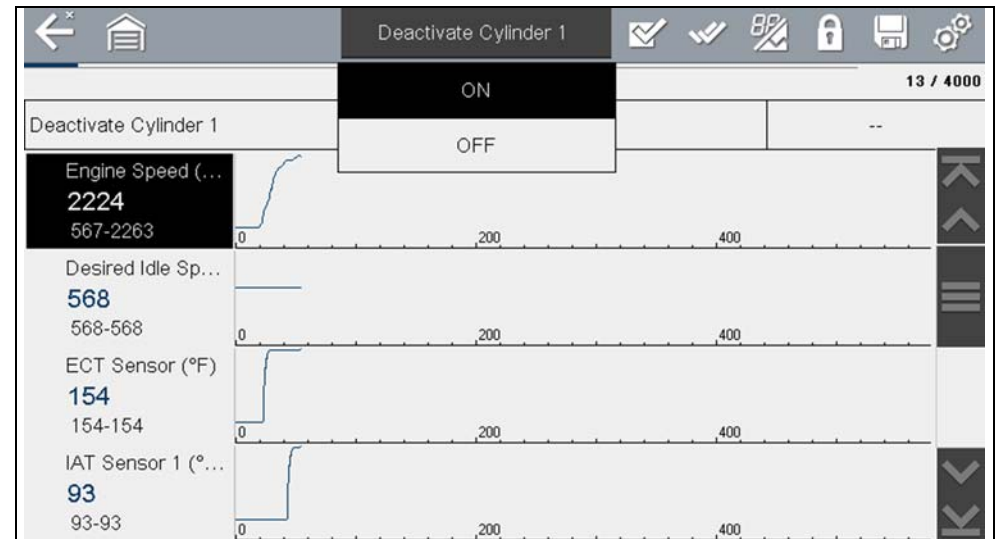 Deactivate Cylinder 1
ON
OFF
13 / 4000
Deactivate Cylinder 1
--
Engine Speed (...
2224
567-2263
0 200 400
Desired Idle Sp...
568
568-568
0 200 400
ECT Sensor (°F)
154
154-154
0 200 400
IAT Sensor 1 (°...
93
93-93
0 200 400